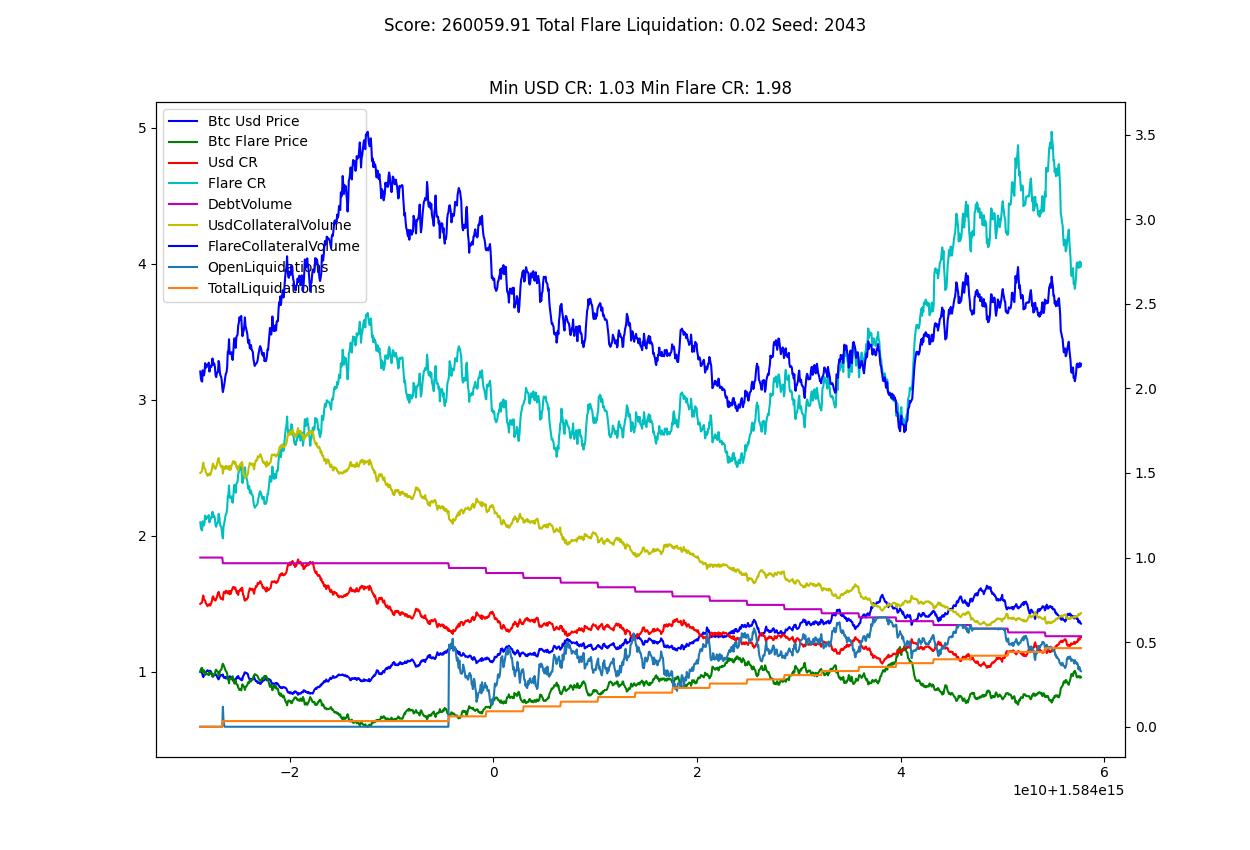 Score: 260059.91 Total Flare Liquidation: 0.02 Seed: 2043
Min USD CR: 1.03 Min Flare CR: 1.98
Btc Usd Price
Btc Flare Price
Usd CR
Flare CR
DebtVolume
UsdCollateralVolume
FlareCollateralVolume
OpenLiquidations
TotalLiquidations
5
4
3
2
1
3.5
3.0
2.5
2.0
1.5
1.0
0.5
0.0
−2 0 2 4 6
1e10+1.584e15